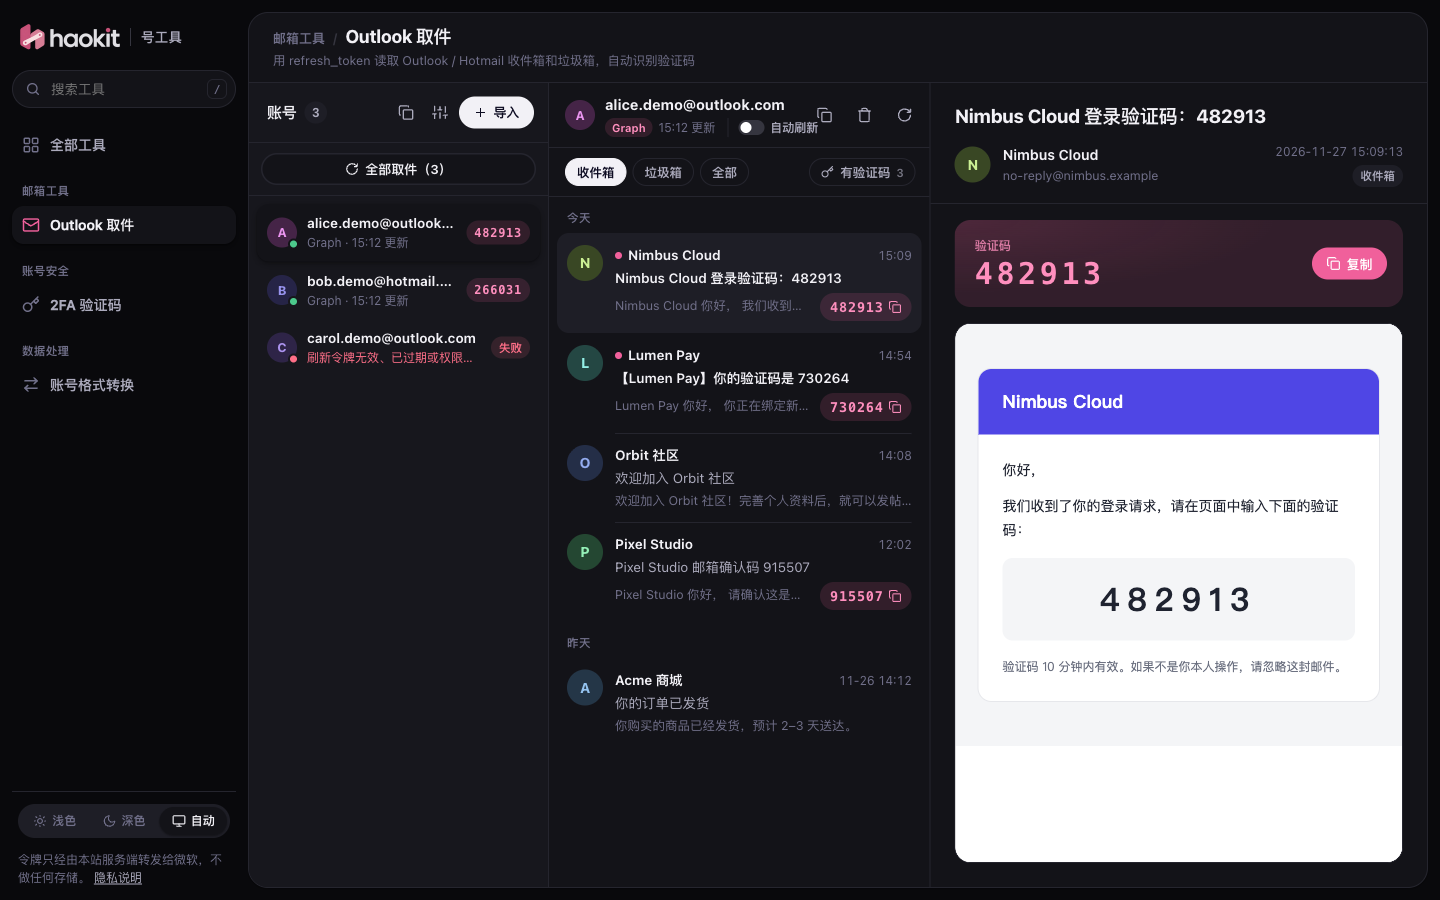 haokit 号工具
搜索工具 /
全部工具
邮箱工具
Outlook 取件
账号安全
2FA 验证码
数据处理
账号格式转换
浅色 深色 自动
令牌只经由本站服务端转发给微软，不
做任何存储。 隐私说明
邮箱工具 / Outlook 取件
用 refresh_token 读取 Outlook / Hotmail 收件箱和垃圾箱，自动识别验证码
账号 3 导入
全部取件（3）
A alice.demo@outlook... 482913
Graph · 15:12 更新
B bob.demo@hotmail.... 266031
Graph · 15:12 更新
C carol.demo@outlook.com 失败
刷新令牌无效、已过期或权限...
A alice.demo@outlook.com
Graph 15:12 更新 自动刷新
收件箱 垃圾箱 全部 有验证码 3
今天
N Nimbus Cloud 15:09
Nimbus Cloud 登录验证码：482913
Nimbus Cloud 你好， 我们收到... 482913
L Lumen Pay 14:54
【Lumen Pay】你的验证码是 730264
Lumen Pay 你好， 你正在绑定新... 730264
O Orbit 社区 14:08
欢迎加入 Orbit 社区
欢迎加入 Orbit 社区！完善个人资料后，就可以发帖...
P Pixel Studio 12:02
Pixel Studio 邮箱确认码 915507
Pixel Studio 你好， 请确认这是... 915507
昨天
A Acme 商城 11-26 14:12
你的订单已发货
你购买的商品已经发货，预计 2–3 天送达。
Nimbus Cloud 登录验证码：482913
N Nimbus Cloud 2026-11-27 15:09:13
no-reply@nimbus.example 收件箱
验证码
482913 复制
Nimbus Cloud
你好，
我们收到了你的登录请求，请在页面中输入下面的验证
码：
482913
验证码 10 分钟内有效。如果不是你本人操作，请忽略这封邮件。